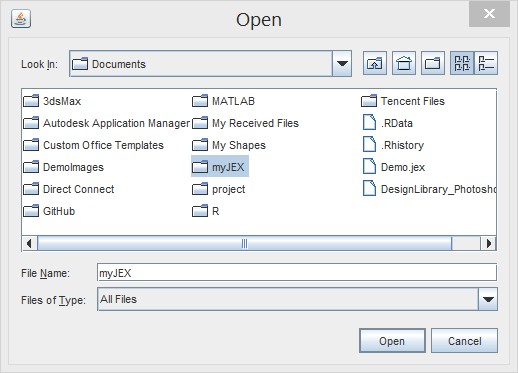 Open
Look In: Documents
3dsMax
Autodesk Application Manager
Custom Office Templates
DemoImages
Direct Connect
GitHub
MATLAB
My Received Files
My Shapes
myJEX
project
R
Tencent Files
.RData
.Rhistory
Demo.jex
DesignLibrary_Photosho
File Name: myJEX
Files of Type: All Files
Open Cancel